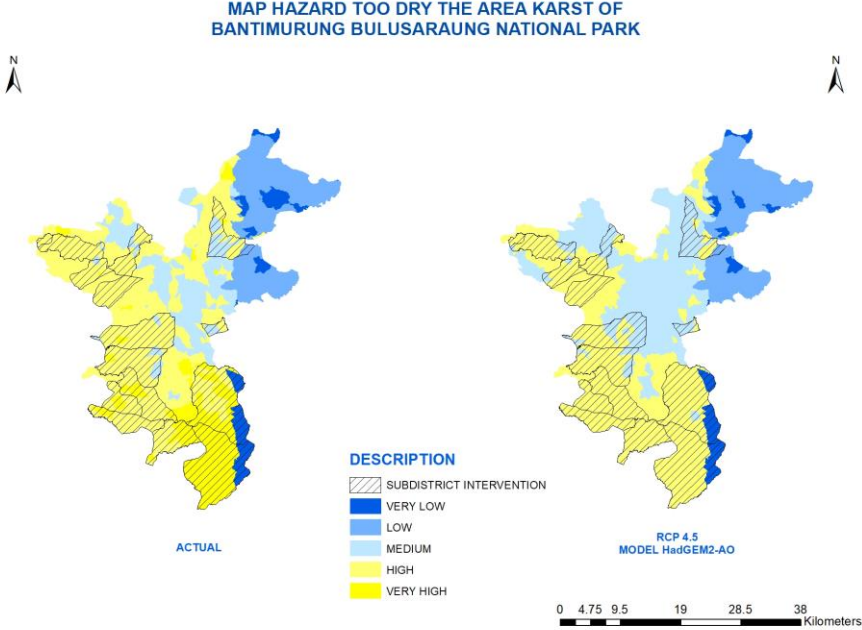 MAP HAZARD TOO DRY THE AREA KARST OF
BANTIMURUNG BULUSARAUNG NATIONAL PARK
N
N
DESCRIPTION
SUBDISTRICT INTERVENTION
VERY LOW
LOW
MEDIUM
HIGH
VERY HIGH
ACTUAL
RCP 4.5
MODEL HadGEM2-AO
0 4.75 9.5 19 28.5 38
Kilometers